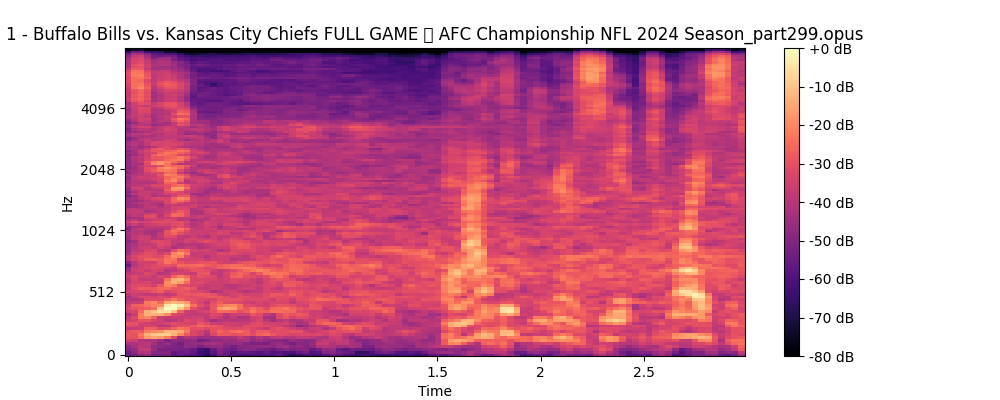 1 - Buffalo Bills vs. Kansas City Chiefs FULL GAME ▯ AFC Championship NFL 2024 Season_part299.opus
+0 dB
-10 dB
-20 dB
-30 dB
-40 dB
-50 dB
-60 dB
-70 dB
-80 dB
4096
2048
1024
512
0
Hz
0
0.5
1
1.5
2
2.5
Time